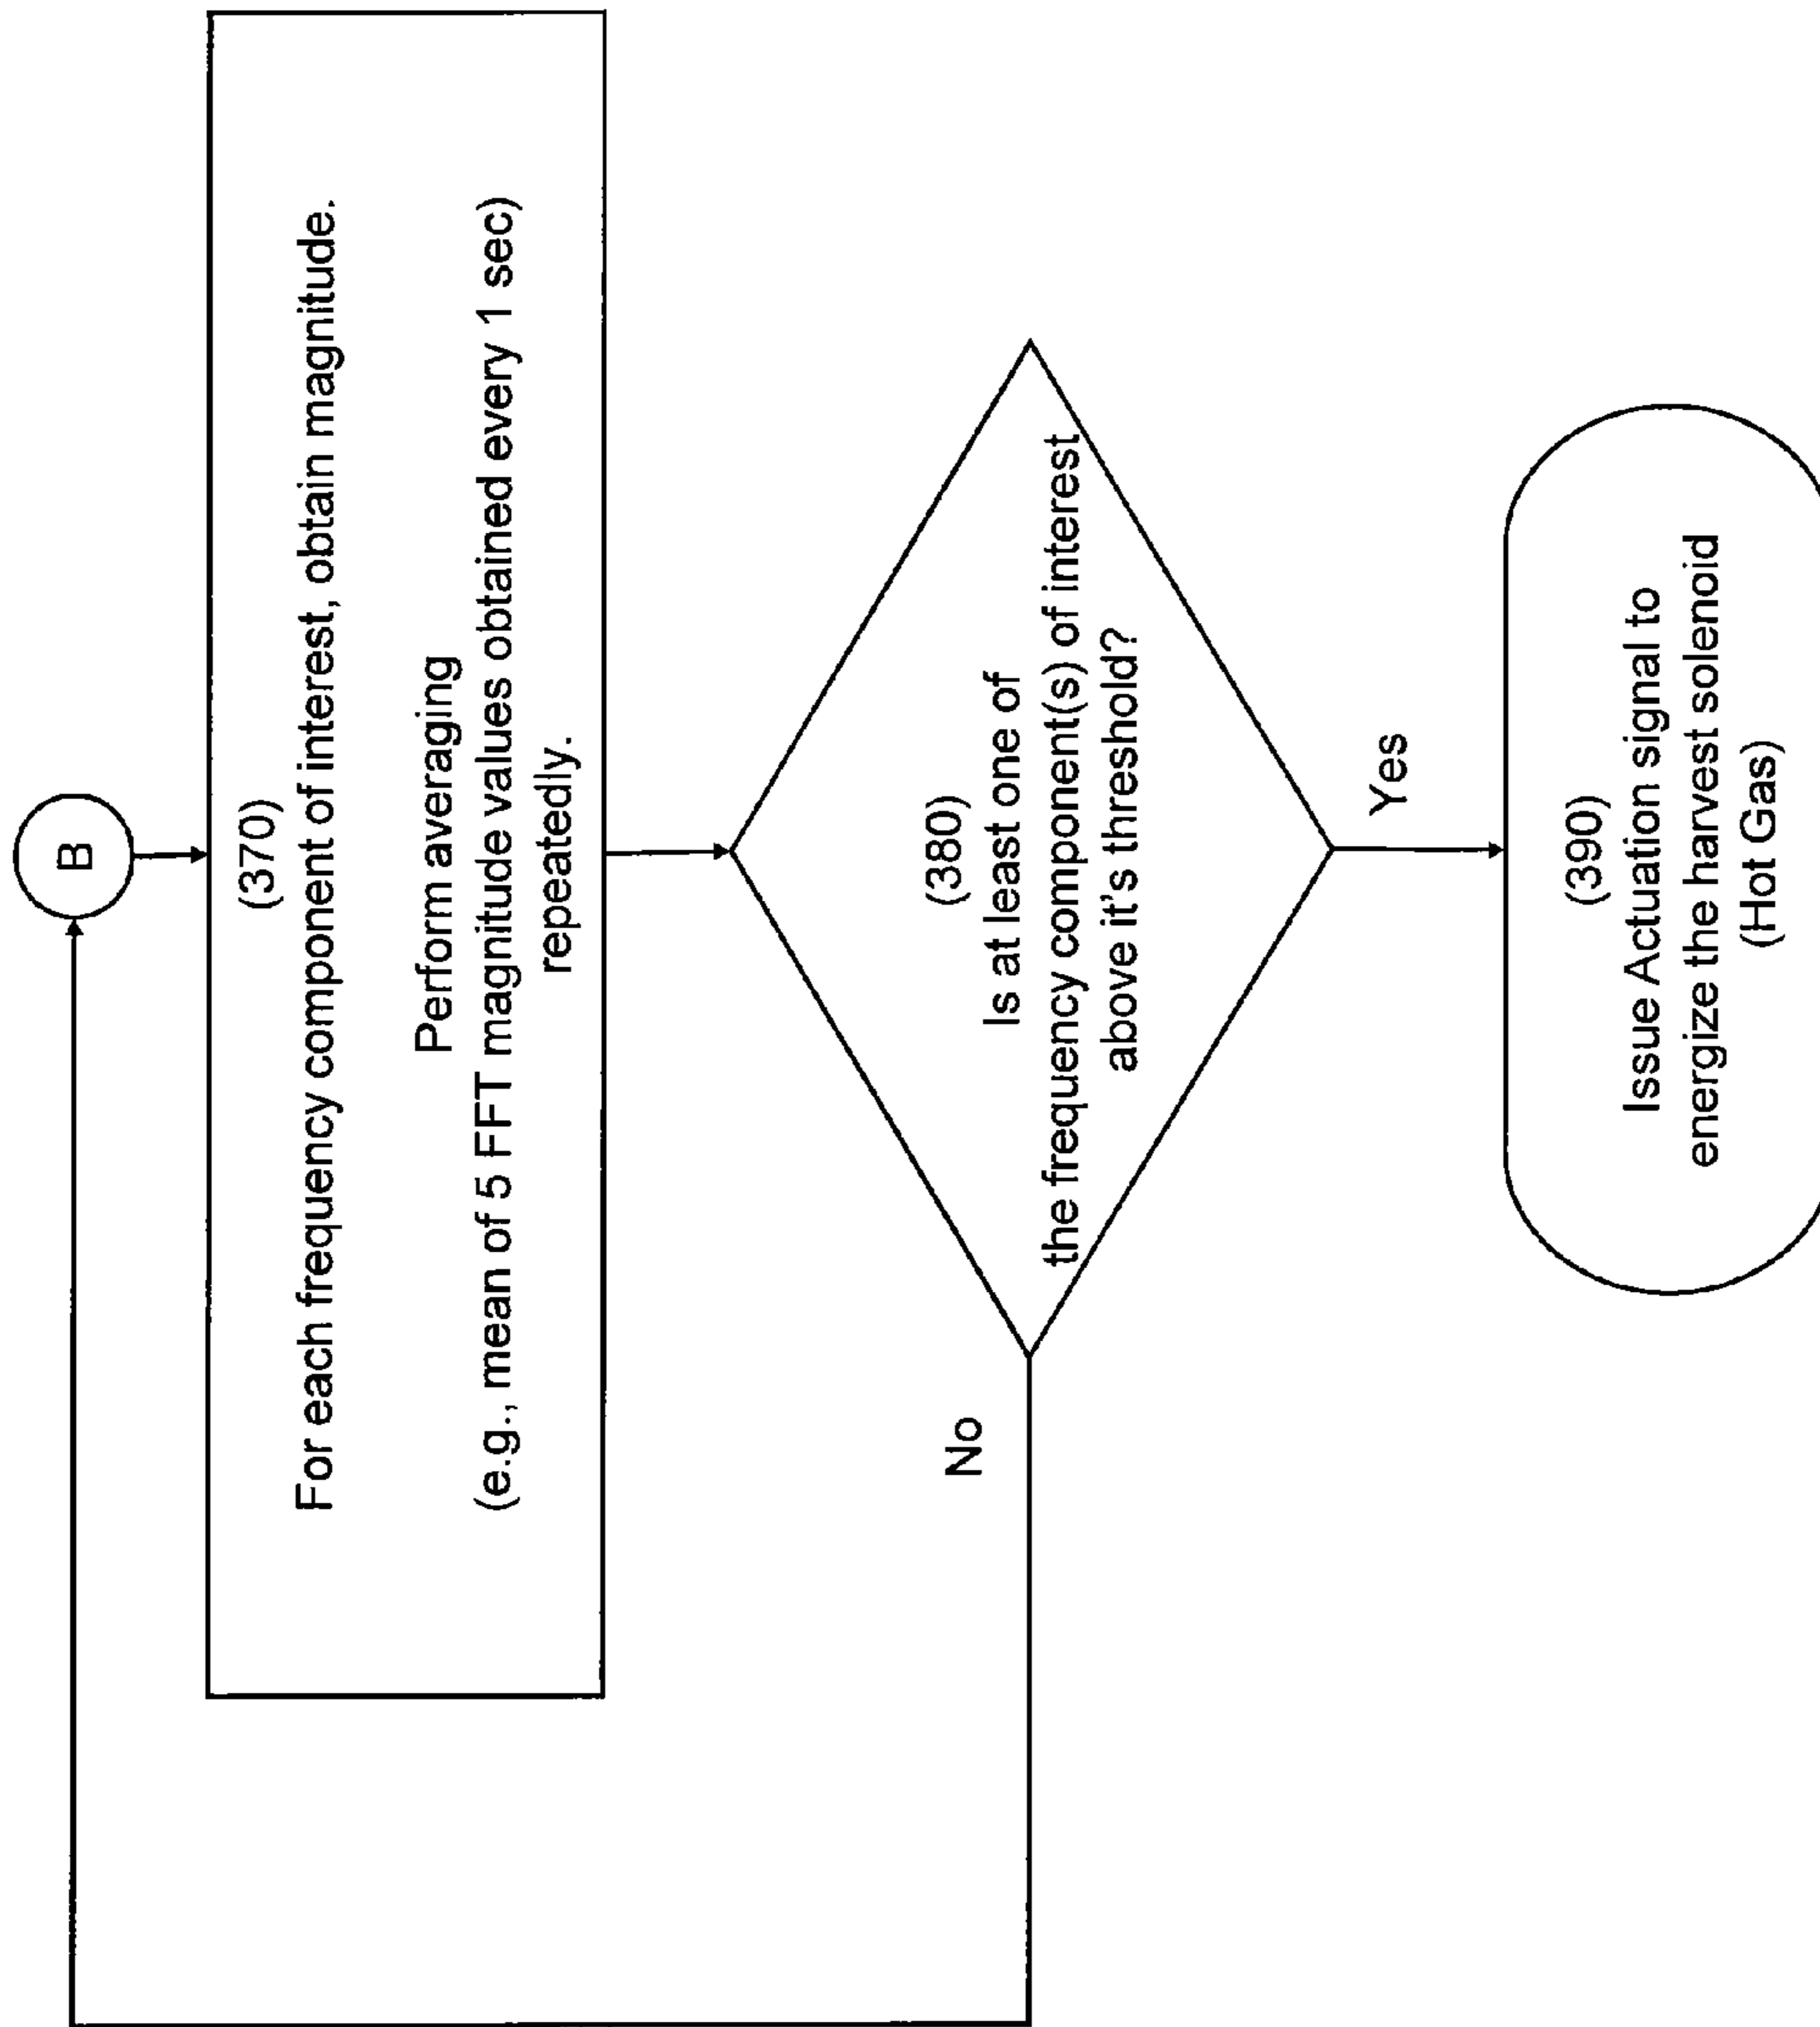 B
(370)
For each frequency component of interest, obtain magnitude.
Perform averaging
(e.g., mean of 5 FFT magnitude values obtained every 1 sec)
repeatedly.
(380)
Is at least one of
the frequency component(s) of interest
above it's threshold?
No
Yes
(390)
Issue Actuation signal to
energize the harvest solenoid
(Hot Gas)